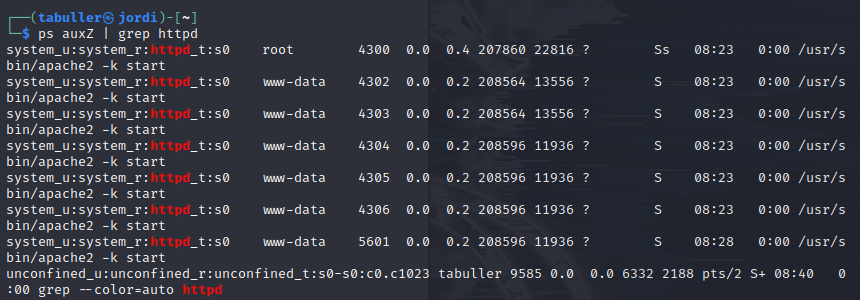 ┌──(tabuller㉿jordi)-[~]
└─$ ps auxZ | grep httpd
system_u:system_r:httpd_t:s0    root        4300  0.0  0.4 207860 22816 ?        Ss   08:23   0:00 /usr/s
bin/apache2 -k start
system_u:system_r:httpd_t:s0    www-data    4302  0.0  0.2 208564 13556 ?        S    08:23   0:00 /usr/s
bin/apache2 -k start
system_u:system_r:httpd_t:s0    www-data    4303  0.0  0.2 208564 13556 ?        S    08:23   0:00 /usr/s
bin/apache2 -k start
system_u:system_r:httpd_t:s0    www-data    4304  0.0  0.2 208596 11936 ?        S    08:23   0:00 /usr/s
bin/apache2 -k start
system_u:system_r:httpd_t:s0    www-data    4305  0.0  0.2 208596 11936 ?        S    08:23   0:00 /usr/s
bin/apache2 -k start
system_u:system_r:httpd_t:s0    www-data    4306  0.0  0.2 208596 11936 ?        S    08:23   0:00 /usr/s
bin/apache2 -k start
system_u:system_r:httpd_t:s0    www-data    5601  0.0  0.2 208596 11936 ?        S    08:28   0:00 /usr/s
bin/apache2 -k start
unconfined_u:unconfined_r:unconfined_t:s0-s0:c0.c1023 tabuller 9585 0.0  0.0 6332 2188 pts/2 S+ 08:40   0
:00 grep --color=auto httpd